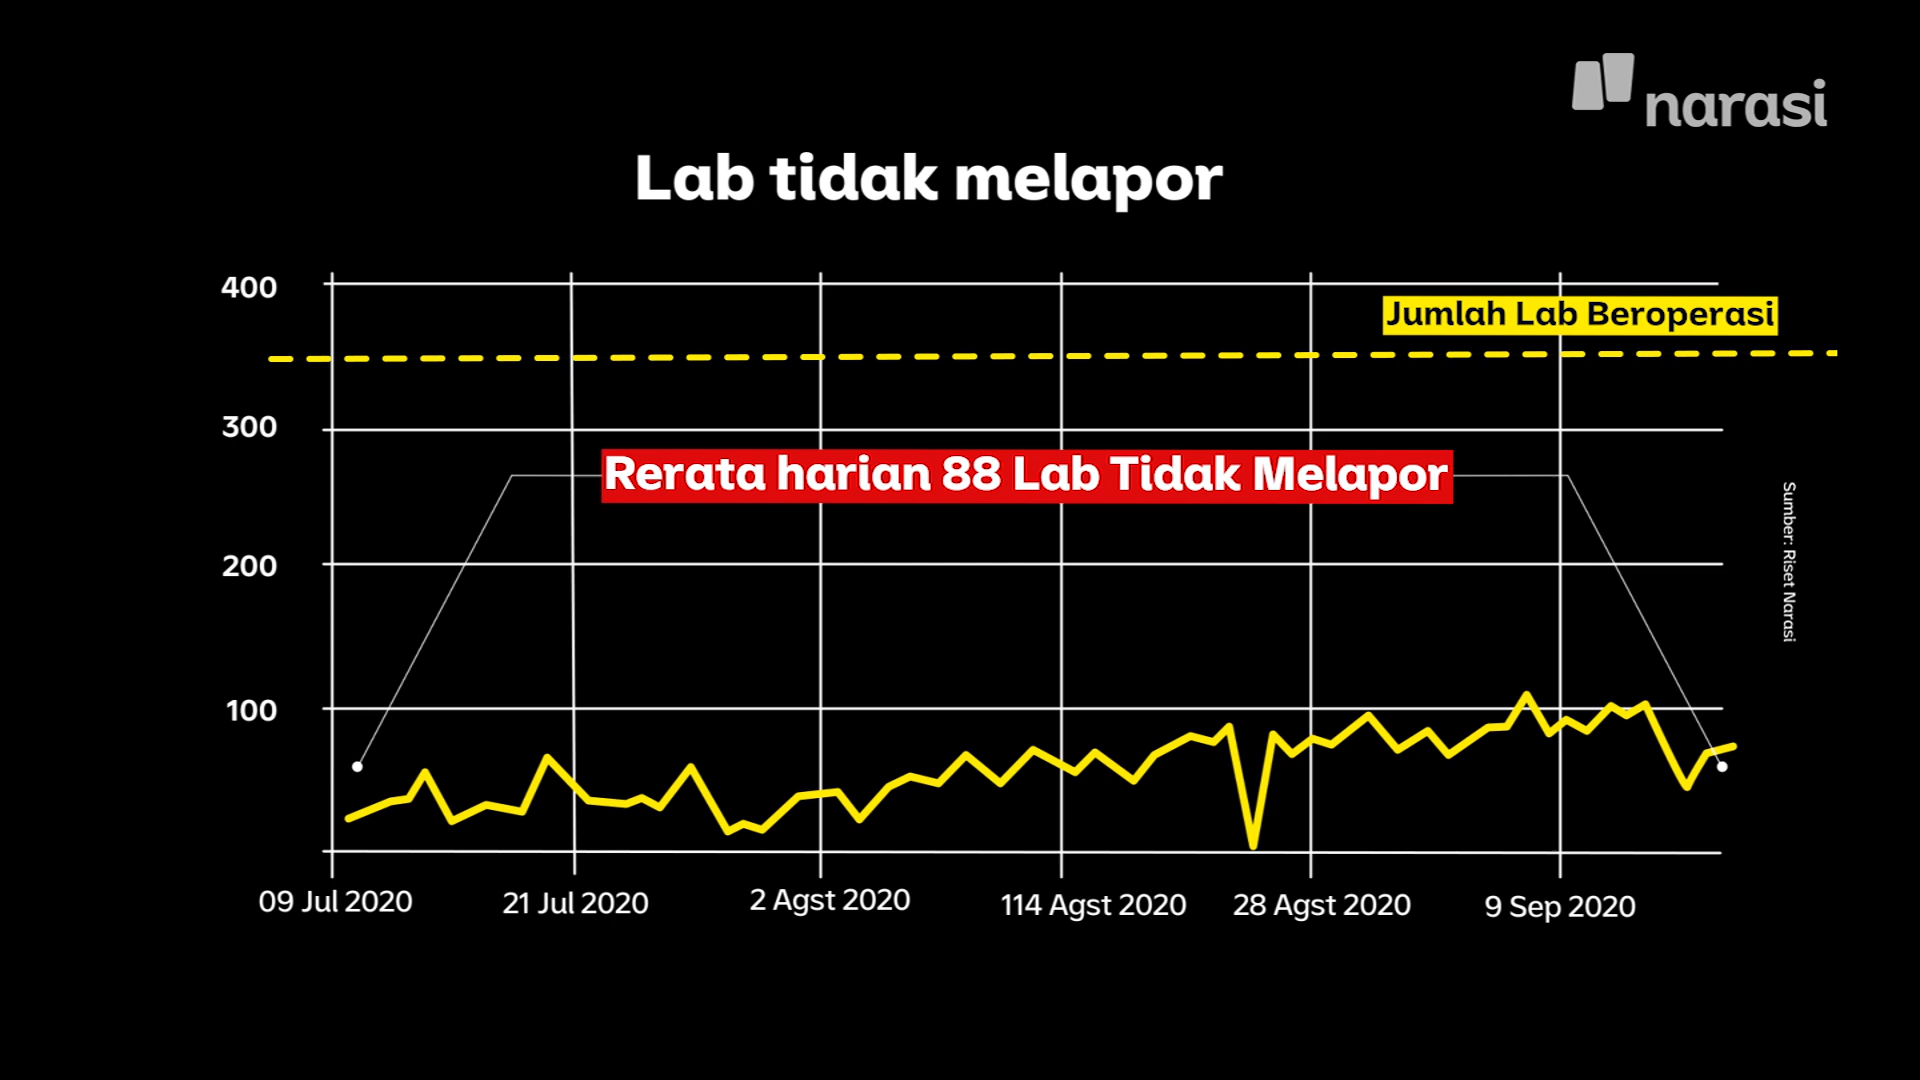 narasi
Lab tidak melapor
400
Jumlah Lab Beroperasi
300
Rerata harian 88 Lab Tidak Melapor
200
Sumber: Riset Narasi
100
09 Jul 2020
21 Jul 2020
2 Agst 2020
114 Agst 2020
28 Agst 2020
9 Sep 2020